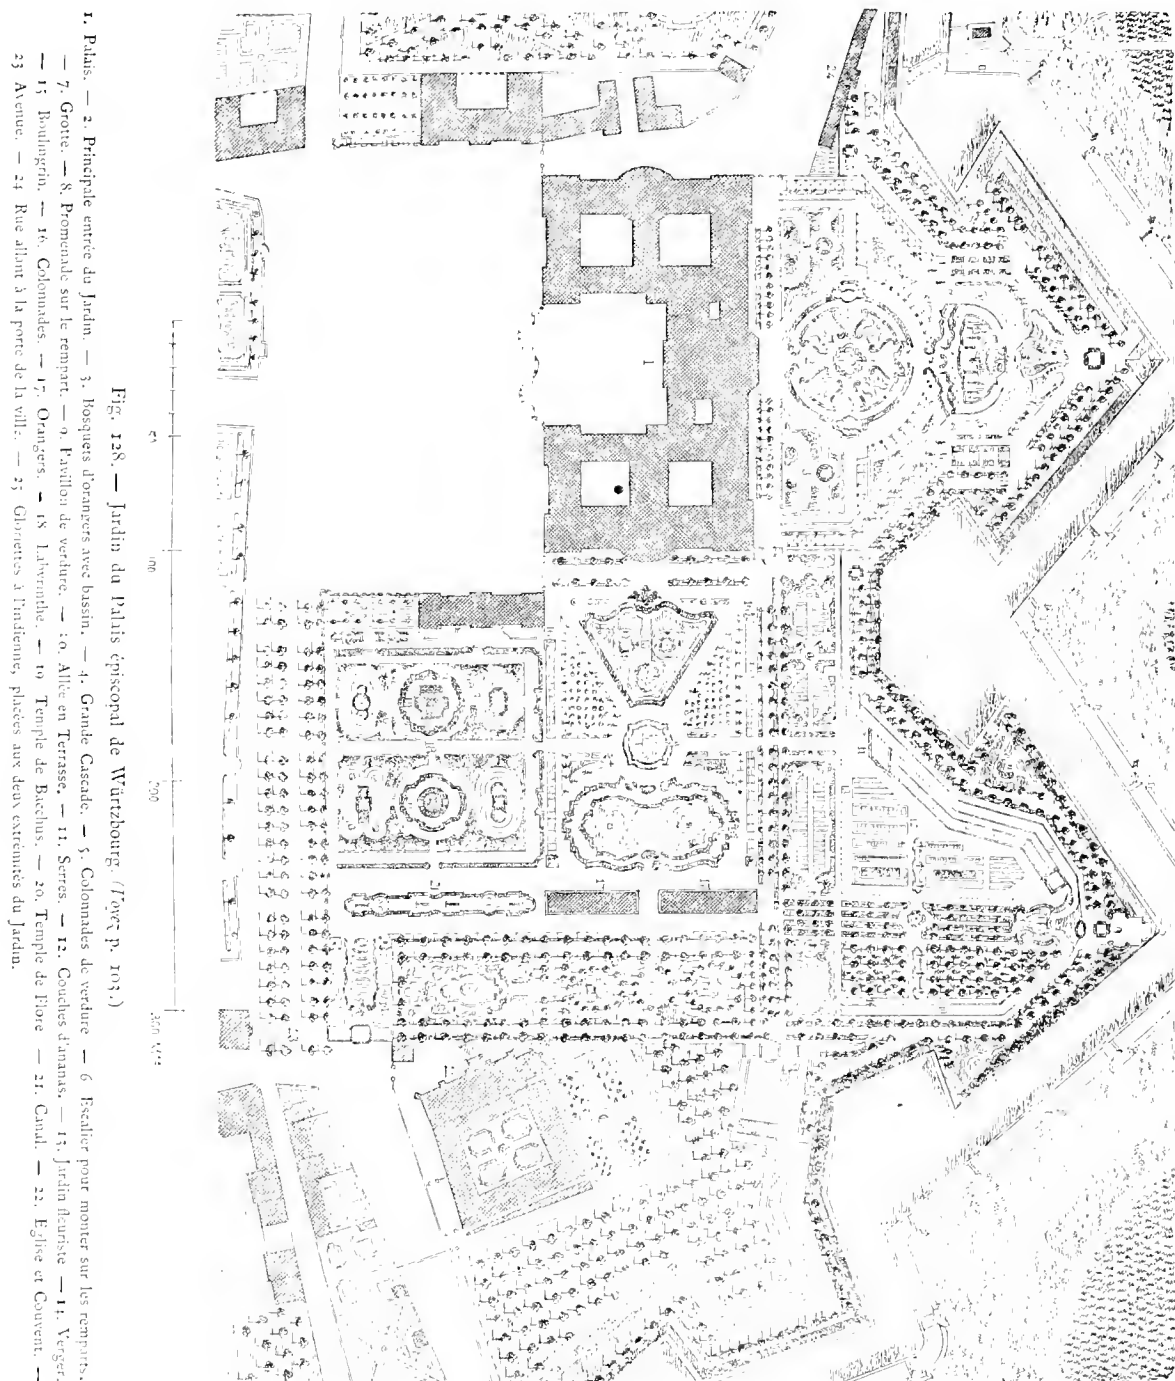 Fig. 128. — Jardin du Palais épiscopal de Würtzbourg. (Voyez p. 103.)
1. Palais. — 2. Principale entrée du Jardin. — 3. Bosquets d'orangers avec bassin. — 4. Grande Cascade — 5. Colonnades de verdure — 6 Escalier pour monter sur les remparts.
— 7. Grotte. — 8. Promenade sur le rempart. — 9. Pavillon de verdure. — 10. Allée en Terrasse. — 11. Serres. — 12. Couches d'ananas. — 13. Jardin fleuriste — 14. Verger.
— 15 Boulingrin. — 16. Colonnades. — 17. Orangers. — 18 Labyrinthe. — 19 Temple de Bacchus. — 20. Temple de Flore — 21. Canal. — 22. Eglise et Couvent. —
23 Avenue. — 24 Rue allant à la porte de la ville. — 25 Gloriettes à l'indienne, placées aux deux extrémités du Jardin.
50
100
200
300
1